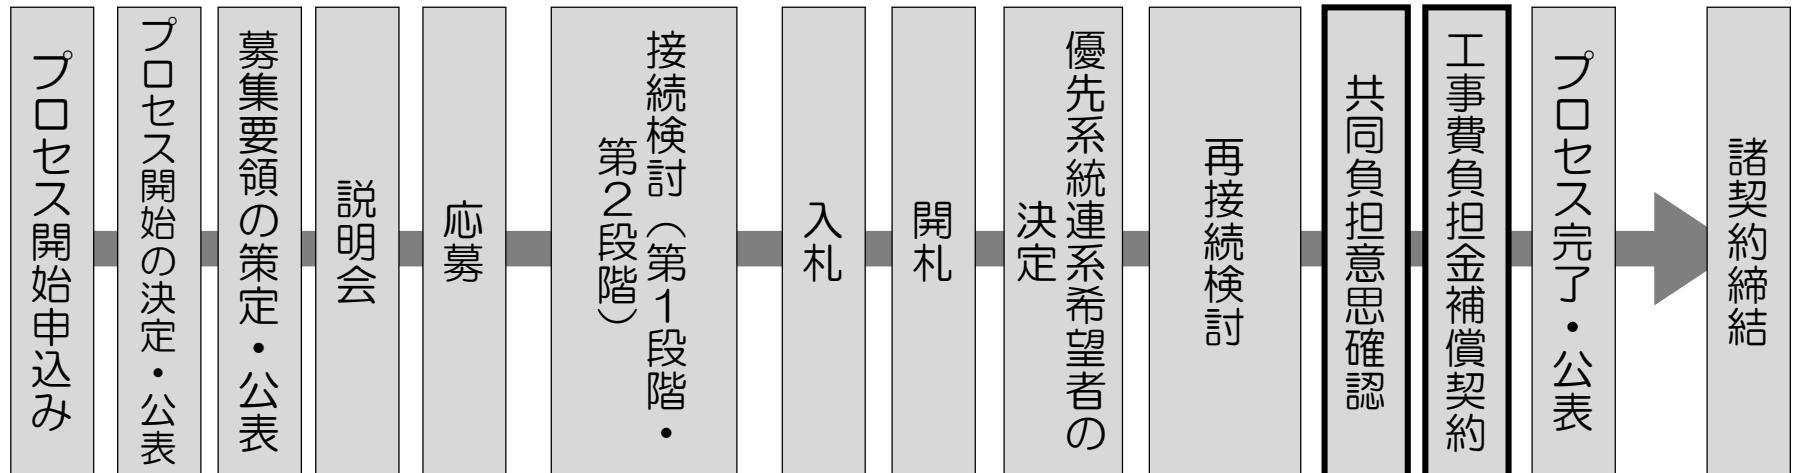 プロセス開始申込み
プロセス開始の決定・公表
募集要領の策定・公表
説明会
応募
接続検討（第１段階・
第２段階）
入札
開札
優先系統連系希望者の
決定
再接続検討
共同負担意思確認
工事費負担金補償契約
プロセス完了・公表
諸契約締結